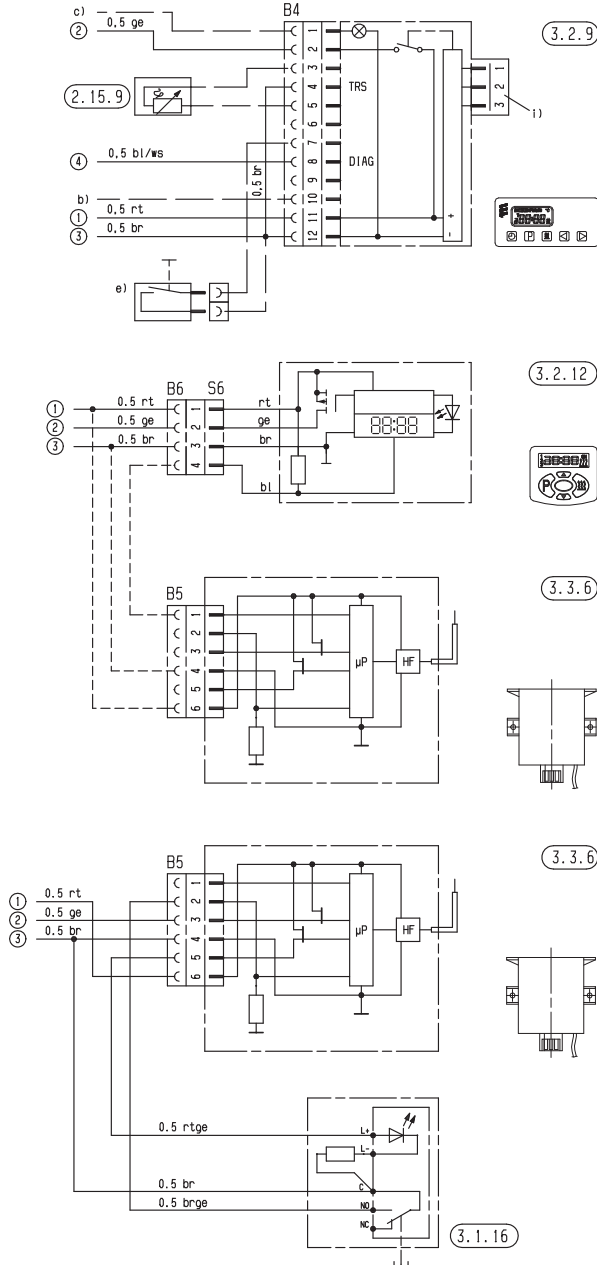 c)
B4
② 0,5 ge
1
2
3
4
5
6
7
8
9
10
11
12
TRS
DIAG
3.2.9
1
2
3
i)
2.15.9
④ 0,5 bl/ws
0,5 br
b)
① 0,5 rt
③ 0,5 br
+
-
P
e)
3.2.12
B6 S6
① 0.5 rt 1 rt
② 0.5 ge 2 ge
③ 0.5 br 3 br
4 bl
88:88
P
B5
3.3.6
1
2
3
4
5
6
µP
HF
B5
3.3.6
① 0.5 rt
② 0.5 ge
③ 0.5 br
1
2
3
4
5
6
µP
HF
0.5 rtge
L+
L-
0.5 br
C
0.5 brge
NO
NC
3.1.16